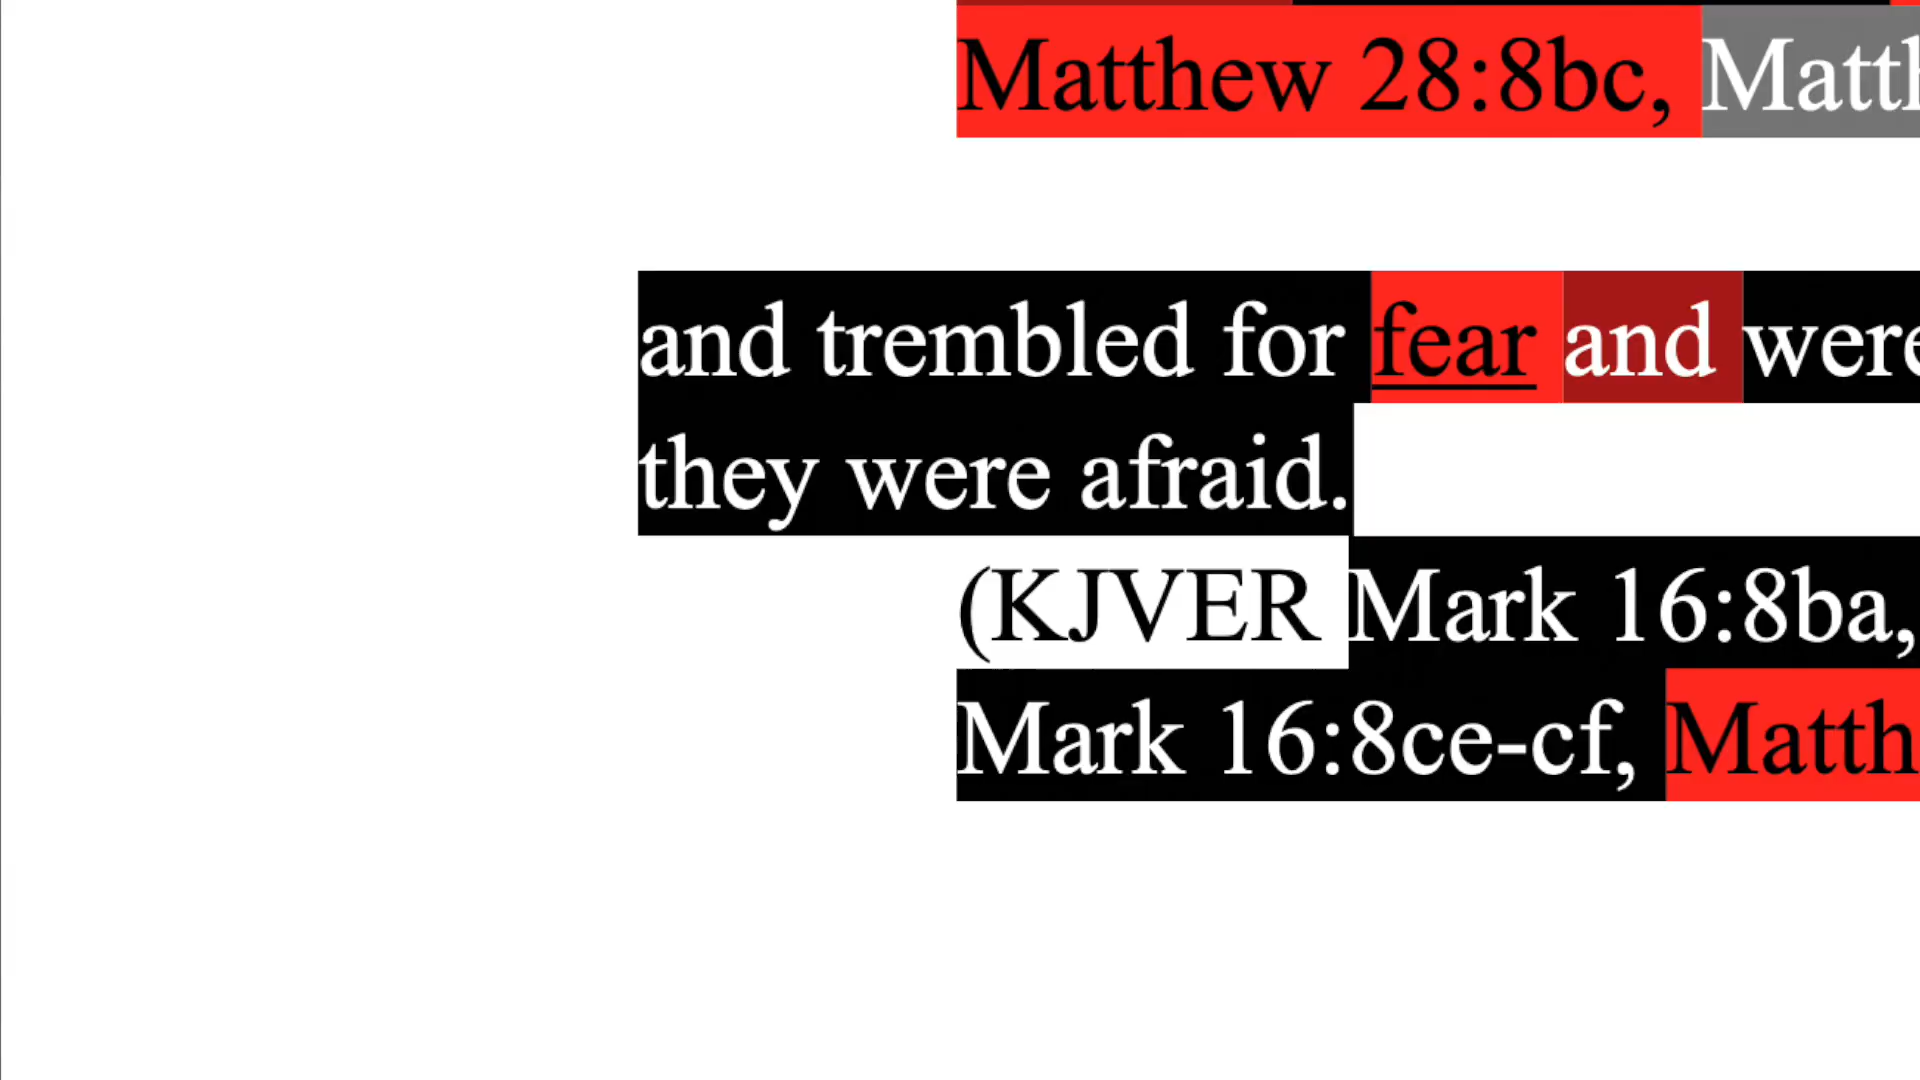 Matthew 28:8bc,
and trembled for fear and were
they were afraid.
(KJVER Mark 16:8ba,
Mark 16:8ce-cf,